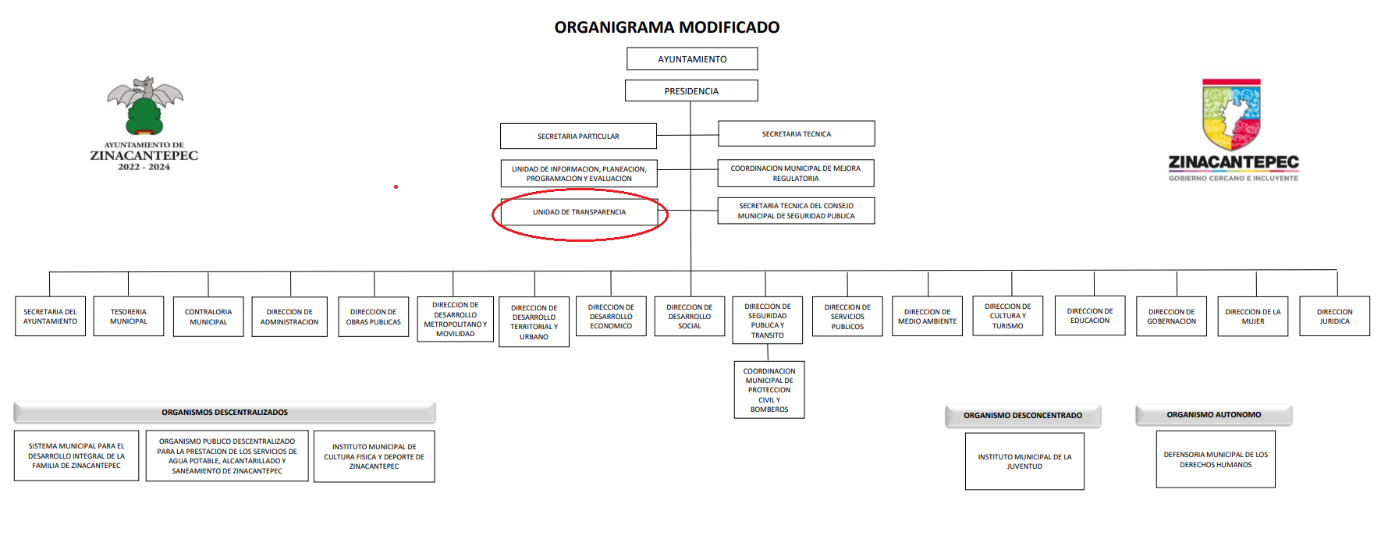 ORGANIGRAMA MODIFICADO
AYUNTAMIENTO
PRESIDENCIA
AYUNTAMIENTO DE
ZINACANTEPEC
2022 - 2024
ZINACANTEPEC
GOBIERNO CERCANO E INCLUYENTE
SECRETARIA PARTICULAR
SECRETARIA TECNICA
UNIDAD DE INFORMACION, PLANEACION,
PROGRAMACION Y EVALUACION
COORDINACION MUNICIPAL DE MEJORA
REGULATORIA
UNIDAD DE TRANSPARENCIA
SECRETARIA TECNICA DEL CONSEJO
MUNICIPAL DE SEGURIDAD PUBLICA
SECRETARIA DEL
AYUNTAMIENTO
TESORERIA
MUNICIPAL
CONTRALORIA
MUNICIPAL
DIRECCION DE
ADMINISTRACION
DIRECCION DE
OBRAS PUBLICAS
DIRECCION DE
DESARROLLO
METROPOLITANO Y
MOVILIDAD
DIRECCION DE
DESARROLLO
TERRITORIAL Y
URBANO
DIRECCION DE
DESARROLLO
ECONOMICO
DIRECCION DE
DESARROLLO
SOCIAL
DIRECCION DE
SEGURIDAD
PUBLICA Y
TRANSITO
DIRECCION DE
SERVICIOS
PUBLICOS
DIRECCION DE
MEDIO AMBIENTE
DIRECCION DE
CULTURA Y
TURISMO
DIRECCION DE
EDUCACION
DIRECCION DE
GOBERNACION
DIRECCION DE LA
MUJER
DIRECCION
JURIDICA
COORDINACION
MUNICIPAL DE
PROTECCION
CIVIL Y
BOMBEROS
ORGANISMOS DESCENTRALIZADOS
SISTEMA MUNICIPAL PARA EL
DESARROLLO INTEGRAL DE LA
FAMILIA DE ZINACANTEPEC
ORGANISMO PUBLICO DESCENTRALIZADO
PARA LA PRESTACION DE LOS SERVICIOS DE
AGUA POTABLE, ALCANTARILLADO Y
SANEAMIENTO DE ZINACANTEPEC
INSTITUTO MUNICIPAL DE
CULTURA FISICA Y DEPORTE DE
ZINACANTEPEC
ORGANISMO DESCONCENTRADO
INSTITUTO MUNICIPAL DE LA
JUVENTUD
ORGANISMO AUTONOMO
DEFENSORIA MUNICIPAL DE LOS
DERECHOS HUMANOS